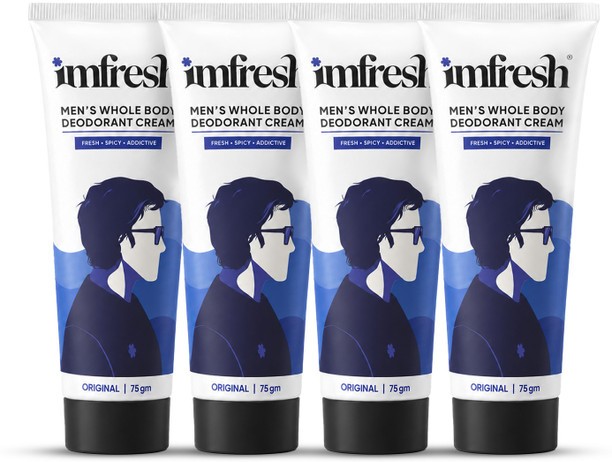 imfresh
MEN'S WHOLE BODY
DEODORANT CREAM
FRESH • SPICY • ADDICTIVE
ORIGINAL | 75gm
imfresh
MEN'S WHOLE BODY
DEODORANT CREAM
FRESH • SPICY • ADDICTIVE
ORIGINAL | 75gm
imfresh
MEN'S WHOLE BODY
DEODORANT CREAM
FRESH • SPICY • ADDICTIVE
ORIGINAL | 75gm
imfresh®
MEN'S WHOLE BODY
DEODORANT CREAM
FRESH • SPICY • ADDICTIVE
ORIGINAL | 75gm